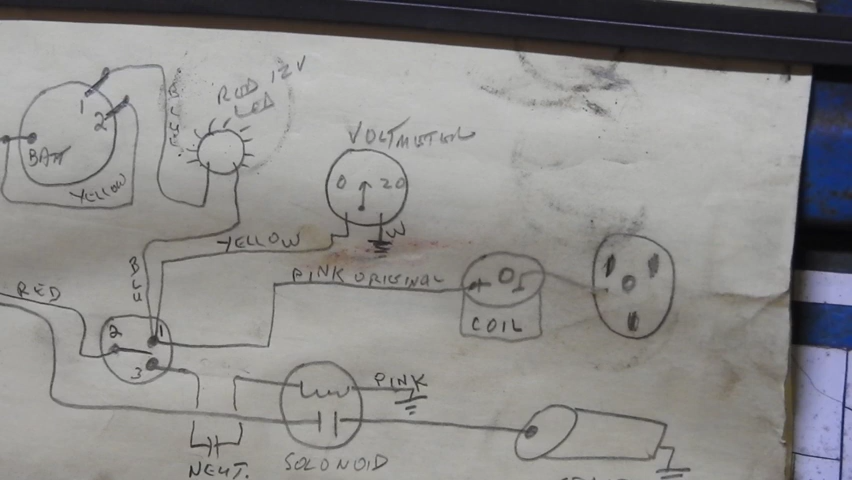 RED 12V
LED
1
2
BLUE
BATT
YELLOW
VOLTMETER
0 20
W
YELLOW
BLU
PINK ORIGINAL
+ -
COIL
RED
2 1
3
PINK
NEUT.
SOLONOID